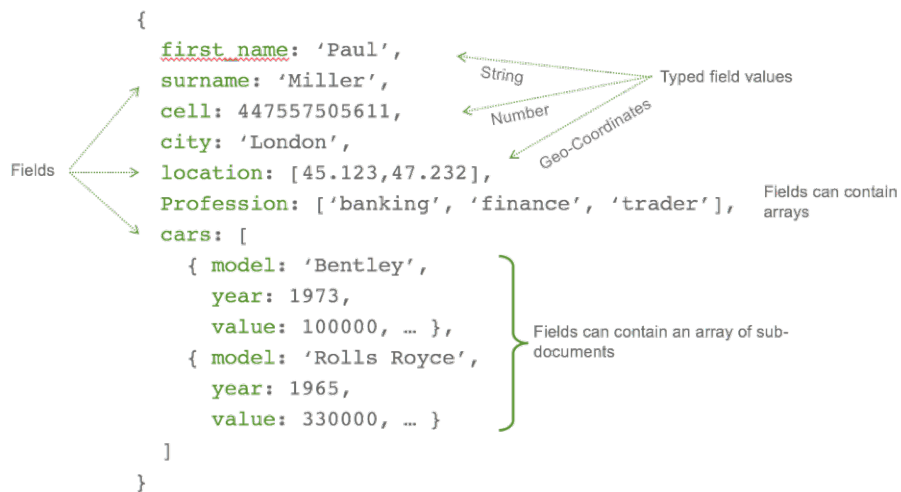 {
first_name: ‘Paul’,
String
surname: ‘Miller’,
Typed field values
cell: 447557505611,
Number
city: ‘London’,
Geo-Coordinates
Fields
location: [45.123,47.232],
Profession: [‘banking’, ‘finance’, ‘trader’],
Fields can contain
arrays
cars: [
{ model: ‘Bentley’,
year: 1973,
value: 100000, … },
{ model: ‘Rolls Royce’,
year: 1965,
value: 330000, … }
Fields can contain an array of sub-
documents
]
}